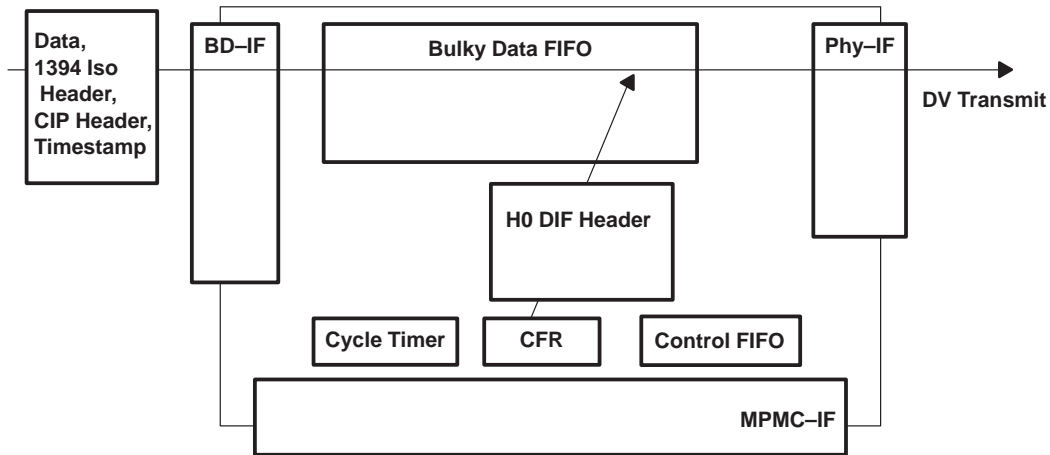 Data,
1394 Iso
Header,
CIP Header,
Timestamp
BD–IF
Bulky Data FIFO
Phy–IF
DV Transmit
H0 DIF Header
Cycle Timer
CFR
Control FIFO
MPMC–IF